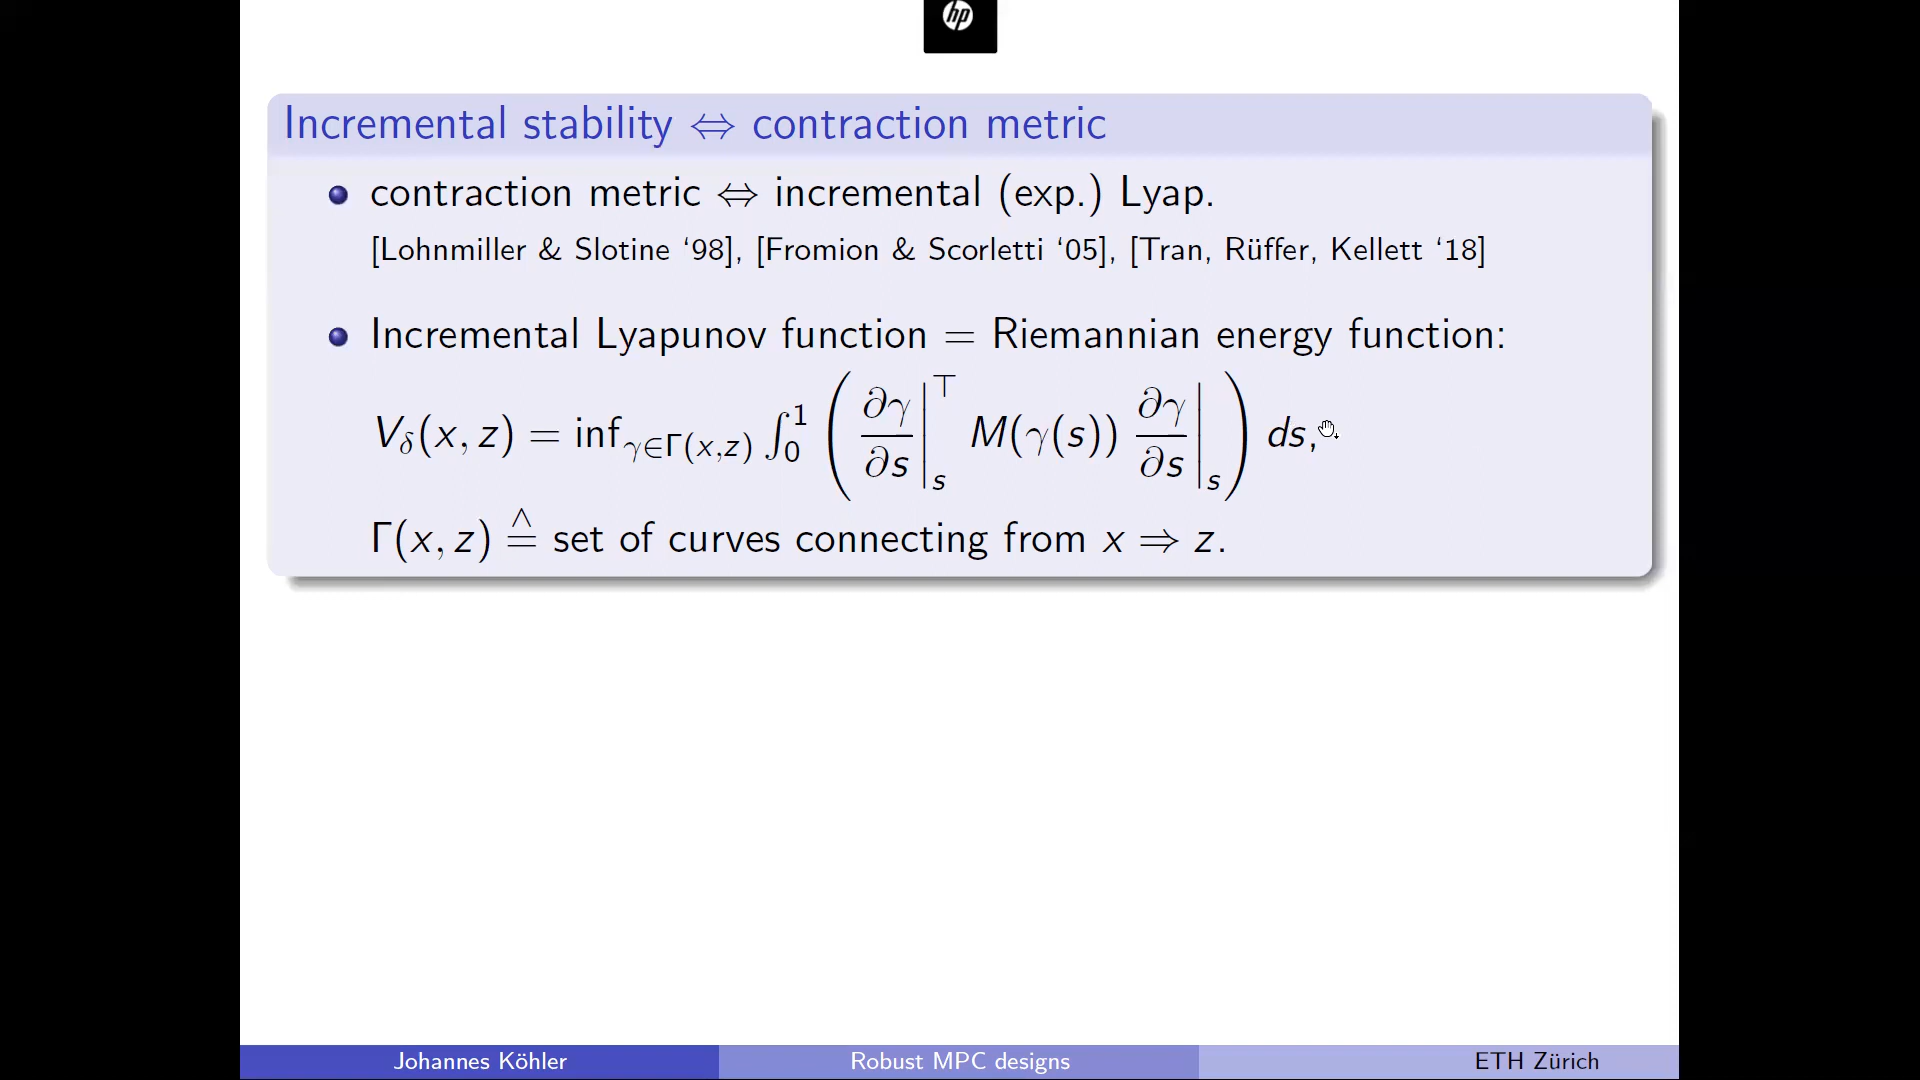 hp
Incremental stability ⇔ contraction metric
contraction metric ⇔ incremental (exp.) Lyap.
[Lohnmiller & Slotine ‘98], [Fromion & Scorletti ‘05], [Tran, Rüffer, Kellett ‘18]
Incremental Lyapunov function = Riemannian energy function:
V_δ(x, z) = inf_{γ∈Γ(x,z)} ∫_0^1 ( ∂γ/∂s |_s^⊤ M(γ(s)) ∂γ/∂s |_s ) ds,
Γ(x, z) ≙ set of curves connecting from x ⇒ z.
Johannes Köhler Robust MPC designs ETH Zürich